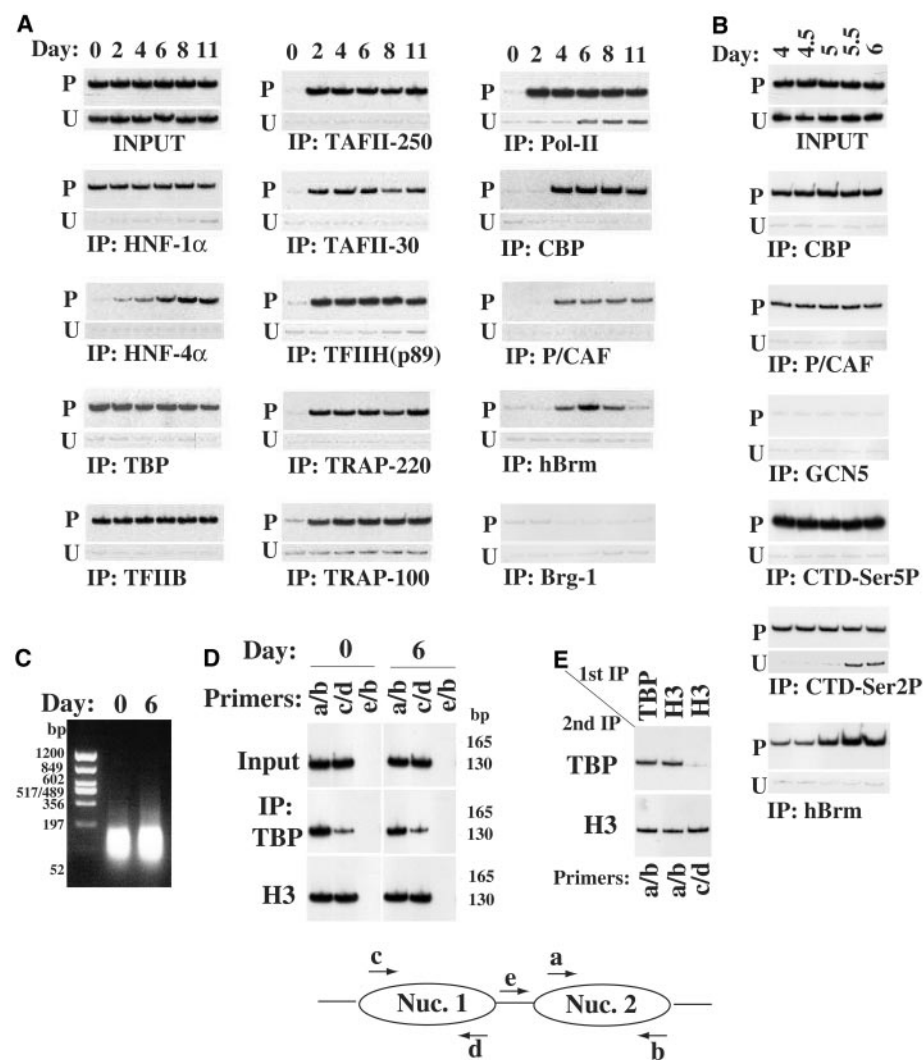 A
Day: 0 2 4 6 8 11
0 2 4 6 8 11
0 2 4 6 8 11
P
U
INPUT
P
U
IP: TAFII-250
P
U
IP: Pol-II
P
U
IP: HNF-1α
P
U
IP: TAFII-30
P
U
IP: CBP
P
U
IP: HNF-4α
P
U
IP: TFIIH(p89)
P
U
IP: P/CAF
P
U
IP: TBP
P
U
IP: TRAP-220
P
U
IP: hBrm
P
U
IP: TFIIB
P
U
IP: TRAP-100
P
U
IP: Brg-1
B
Day: 4 4.5 5 5.5 6
P
U
INPUT
P
U
IP: CBP
P
U
IP: P/CAF
P
U
IP: GCN5
P
U
IP: CTD-Ser5P
P
U
IP: CTD-Ser2P
P
U
IP: hBrm
C
Day: 0 6
bp
1200
849
602
517/489
356
197
52
D
Day: 0 6
Primers: a/b c/d e/b a/b c/d e/b
bp
Input
165
130
IP:
TBP
165
130
H3
165
130
E
1st IP
TBP H3 H3
2nd IP
TBP
H3
Primers: a/b a/b c/d
c
e
a
Nuc. 1
Nuc. 2
d
b